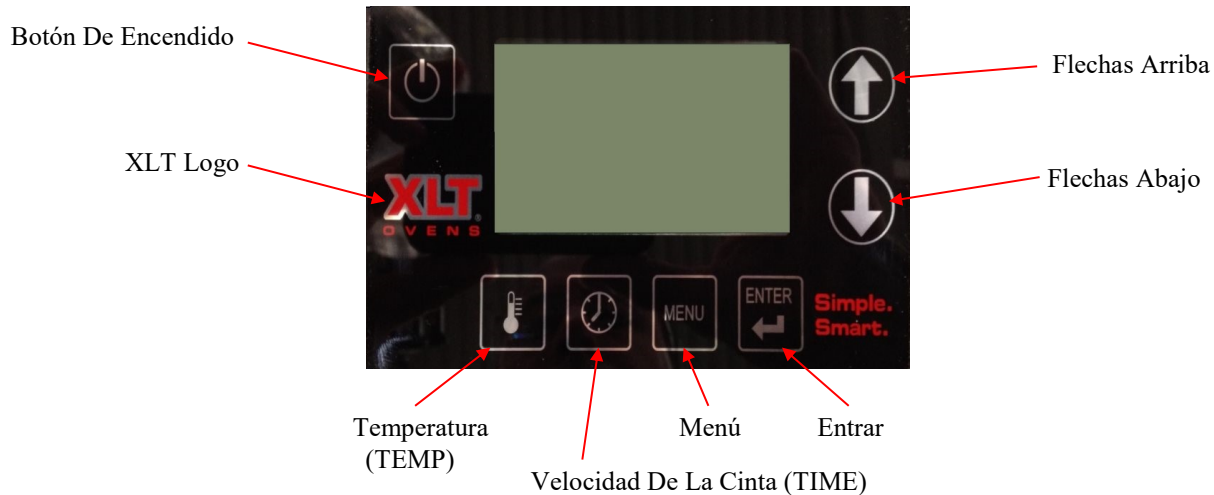 Botón De Encendido
Flechas Arriba
XLT Logo
Flechas Abajo
XLT®
OVENS
ENTER
MENU
Simple.
Smart.
Temperatura
(TEMP)
Menú
Entrar
Velocidad De La Cinta (TIME)